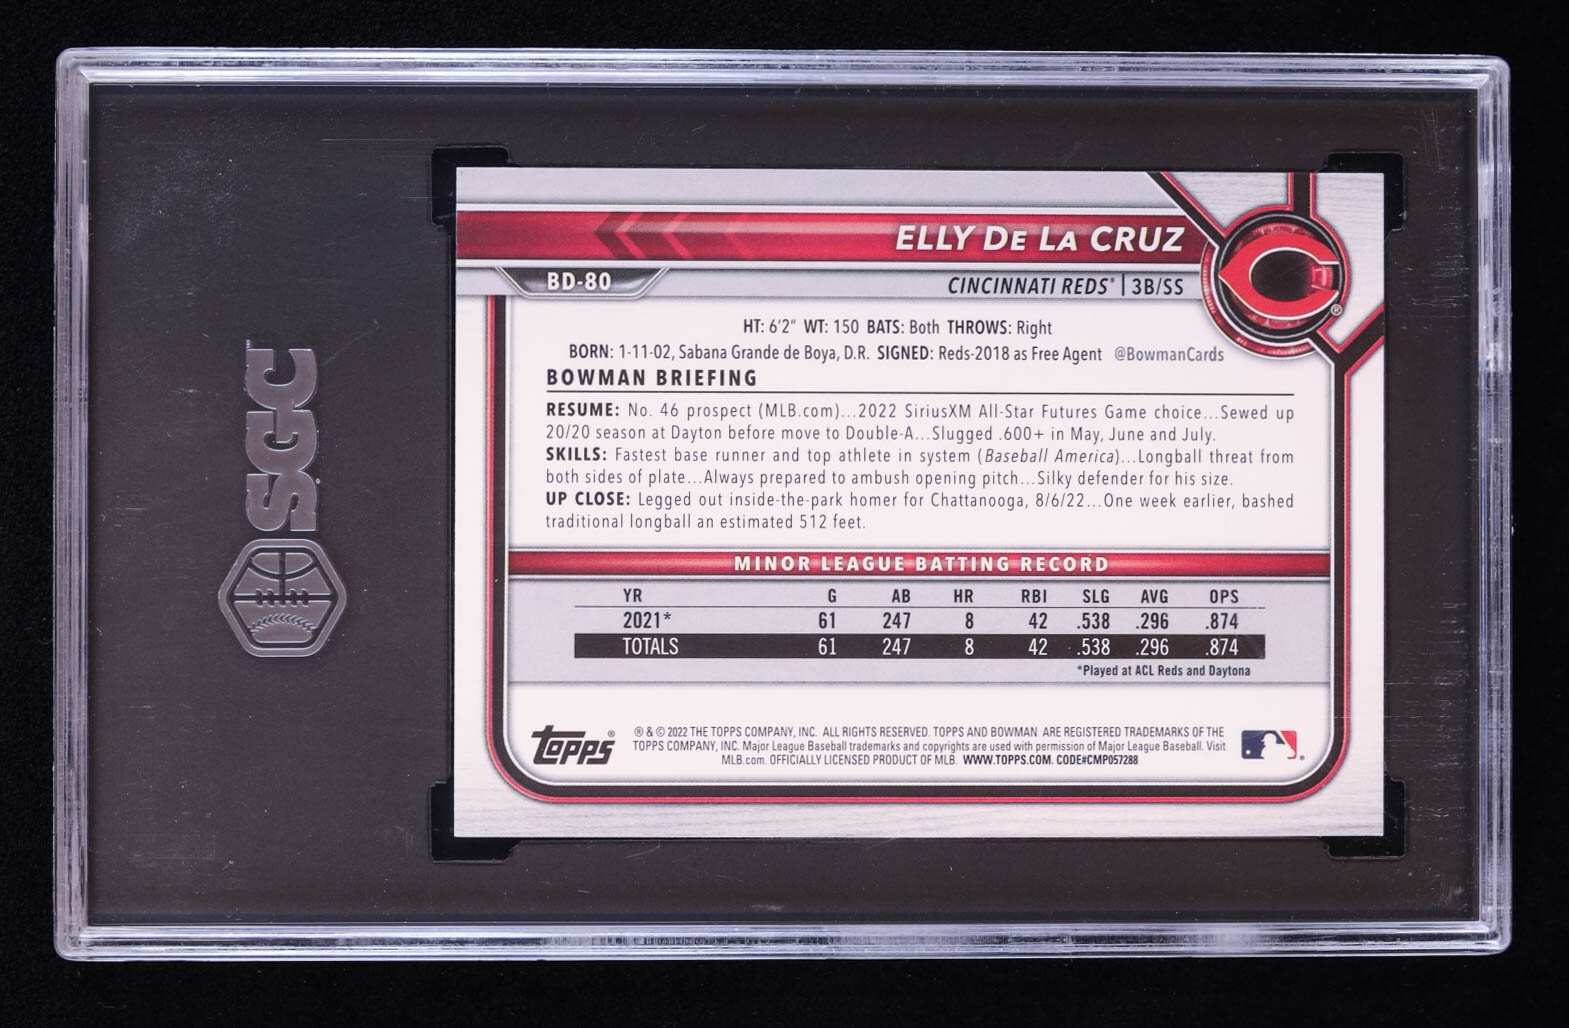 SGC
ELLY DE LA CRUZ
BD-80
CINCINNATI REDS® | 3B/SS
®
HT: 6'2" WT: 150 BATS: Both THROWS: Right
BORN: 1-11-02, Sabana Grande de Boya, D.R. SIGNED: Reds-2018 as Free Agent @BowmanCards
BOWMAN BRIEFING
RESUME: No. 46 prospect (MLB.com)...2022 SiriusXM All-Star Futures Game choice...Sewed up
20/20 season at Dayton before move to Double-A...Slugged .600+ in May, June and July.
SKILLS: Fastest base runner and top athlete in system (Baseball America)...Longball threat from
both sides of plate...Always prepared to ambush opening pitch...Silky defender for his size.
UP CLOSE: Legged out inside-the-park homer for Chattanooga, 8/6/22...One week earlier, bashed
traditional longball an estimated 512 feet.
MINOR LEAGUE BATTING RECORD
YR G AB HR RBI SLG AVG OPS
2021* 61 247 8 42 .538 .296 .874
TOTALS 61 247 8 42 .538 .296 .874
*Played at ACL Reds and Daytona
Topps®
® & © 2022 THE TOPPS COMPANY, INC. ALL RIGHTS RESERVED. TOPPS AND BOWMAN ARE REGISTERED TRADEMARKS OF THE
TOPPS COMPANY, INC. Major League Baseball trademarks and copyrights are used with permission of Major League Baseball. Visit
MLB.com. OFFICIALLY LICENSED PRODUCT OF MLB. WWW.TOPPS.COM. CODE#CMP057288
®